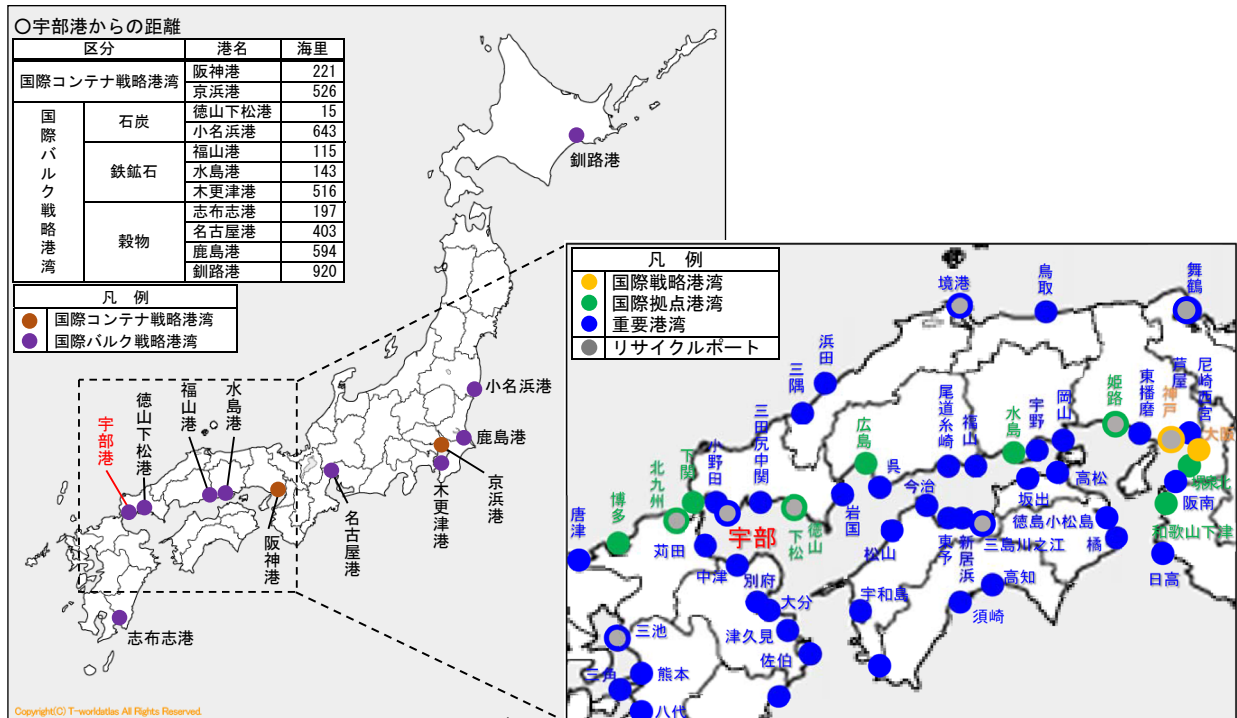 〇宇部港からの距離
区分 港名 海里
国際コンテナ戦略港湾 阪神港 221
京浜港 526
国際バルク戦略港湾 石炭 徳山下松港 15
小名浜港 643
鉄鉱石 福山港 115
水島港 143
木更津港 516
穀物 志布志港 197
名古屋港 403
鹿島港 594
釧路港 920
凡 例
国際コンテナ戦略港湾
国際バルク戦略港湾
釧路港
小名浜港
鹿島港
京浜港
木更津港
名古屋港
阪神港
水島港
福山港
徳山下松港
宇部港
志布志港
Copyright(C) T-worldatlas All Rights Reserved.
凡 例
国際戦略港湾
国際拠点港湾
重要港湾
リサイクルポート
境港
鳥取
舞鶴
浜田
三隅
三田尻中関
小野田
下関
北九州
博多
唐津
広島
呉
尾道糸崎
福山
水島
宇野
岡山
姫路
東播磨
神戸
芦屋
尼崎西宮
大阪
堺泉北
阪南
和歌山下津
日高
高松
坂出
徳島小松島
橘
三島川之江
新居浜
東予
今治
松山
岩国
徳山
下松
宇部
苅田
中津
別府
大分
津久見
佐伯
宇和島
高知
須崎
三池
三角
熊本
八代